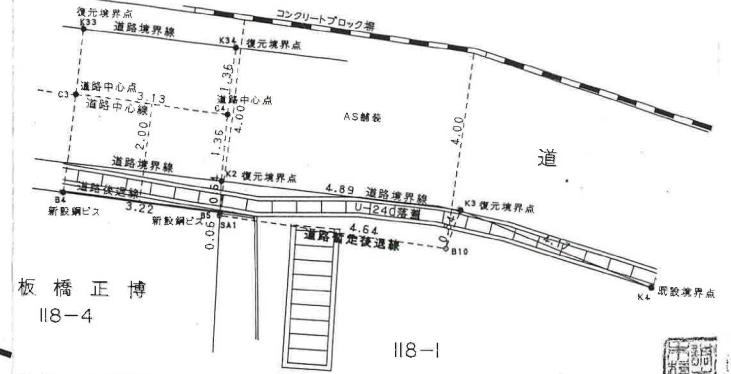 復元境界点
K33
道路境界線
コンクリートブロック塀
K34 復元境界点
1.36
4.00
道路中心点
C3
3.13
道路中心線
道路中心点
C4
2.00
1.36
AS舗装
4.00
道
道路境界線
K2 復元境界点
0.64
4.89 道路境界線
K3 復元境界点
道路後退線
U-240落蓋
B4
3.22
新設鋼ビス
新設鋼ビス
B5
SA1
0.06
4.64
道路暫定後退線
B10
4.17
K4 既設境界点
板橋正博
118-4
118-1